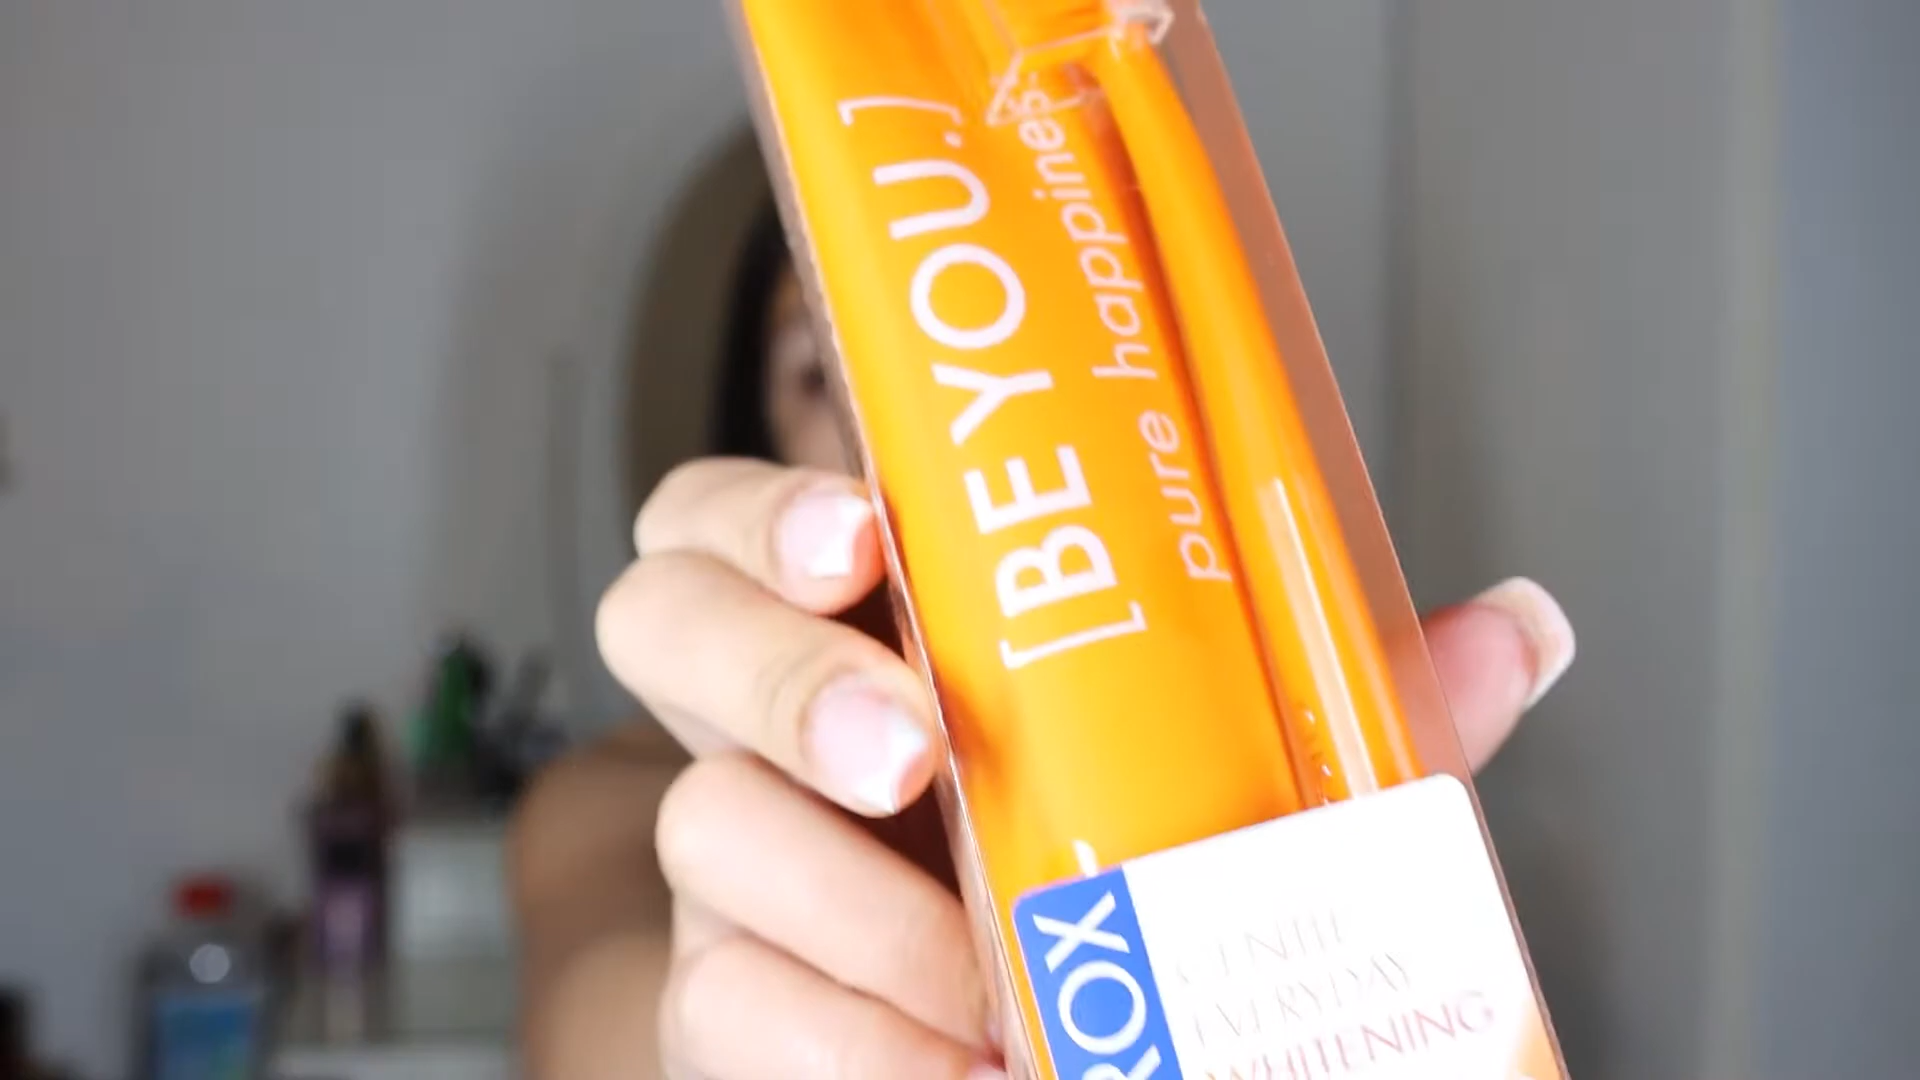 [BE YOU.]
pure happiness
ROX
GENTLE
EVERYDAY
WHITENING